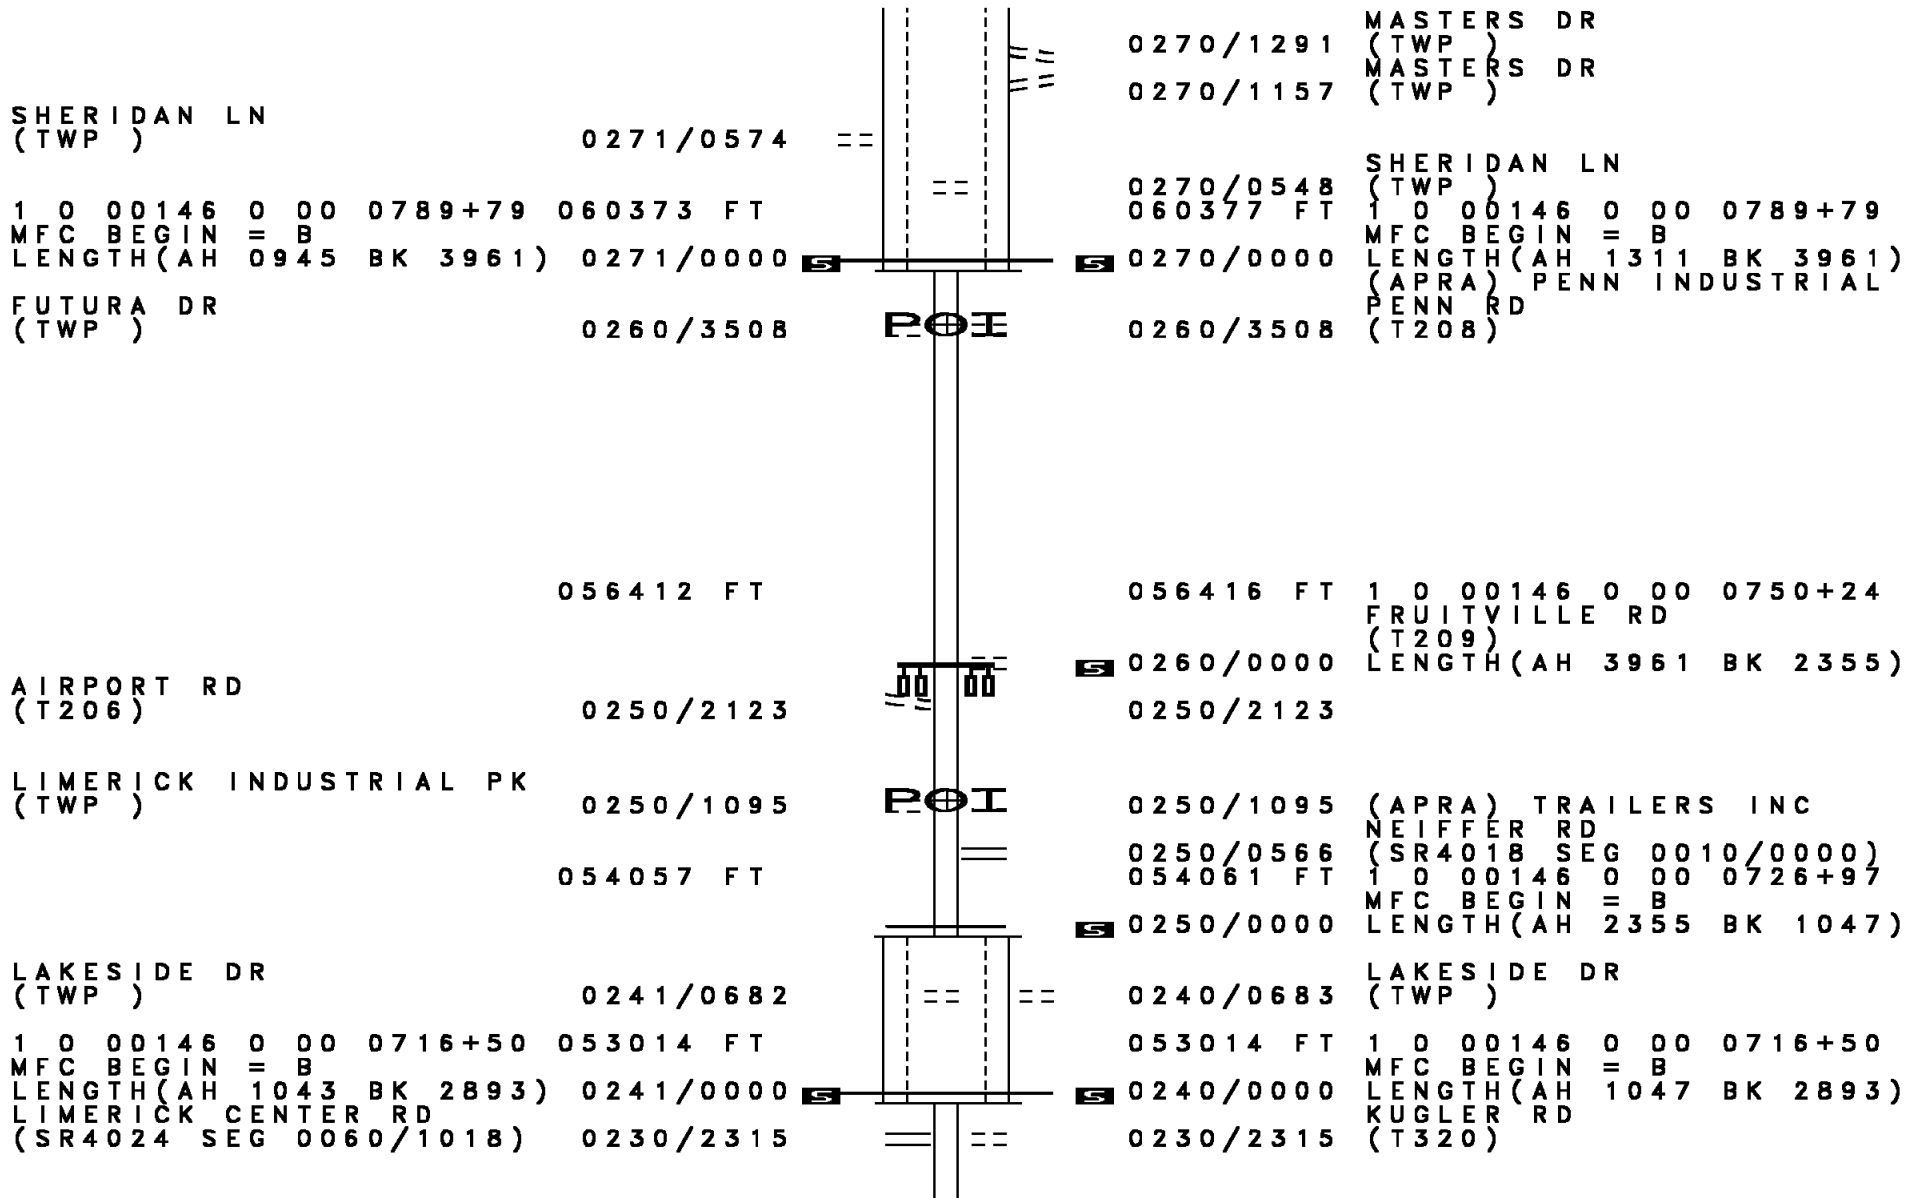 MASTERS DR
0270/1291 (TWP )
MASTERS DR
0270/1157 (TWP )
SHERIDAN LN
(TWP ) 0271/0574
SHERIDAN LN
0270/0548 (TWP )
1 0 00146 0 00 0789+79 060373 FT 060377 FT 1 0 00146 0 00 0789+79
MFC BEGIN = B MFC BEGIN = B
LENGTH(AH 0945 BK 3961) 0271/0000 S S 0270/0000 LENGTH(AH 1311 BK 3961)
(APRA) PENN INDUSTRIAL
FUTURA DR PENN RD
(TWP ) 0260/3508 POI 0260/3508 (T208)
056412 FT 056416 FT 1 0 00146 0 00 0750+24
FRUITVILLE RD
(T209)
S 0260/0000 LENGTH(AH 3961 BK 2355)
AIRPORT RD
(T206) 0250/2123 0250/2123
LIMERICK INDUSTRIAL PK
(TWP ) 0250/1095 POI 0250/1095 (APRA) TRAILERS INC
NEIFFER RD
0250/0566 (SR4018 SEG 0010/0000)
054057 FT 054061 FT 1 0 00146 0 00 0726+97
MFC BEGIN = B
S 0250/0000 LENGTH(AH 2355 BK 1047)
LAKESIDE DR LAKESIDE DR
(TWP ) 0241/0682 0240/0683 (TWP )
1 0 00146 0 00 0716+50 053014 FT 053014 FT 1 0 00146 0 00 0716+50
MFC BEGIN = B MFC BEGIN = B
LENGTH(AH 1043 BK 2893) 0241/0000 S S 0240/0000 LENGTH(AH 1047 BK 2893)
LIMERICK CENTER RD KUGLER RD
(SR4024 SEG 0060/1018) 0230/2315 0230/2315 (T320)